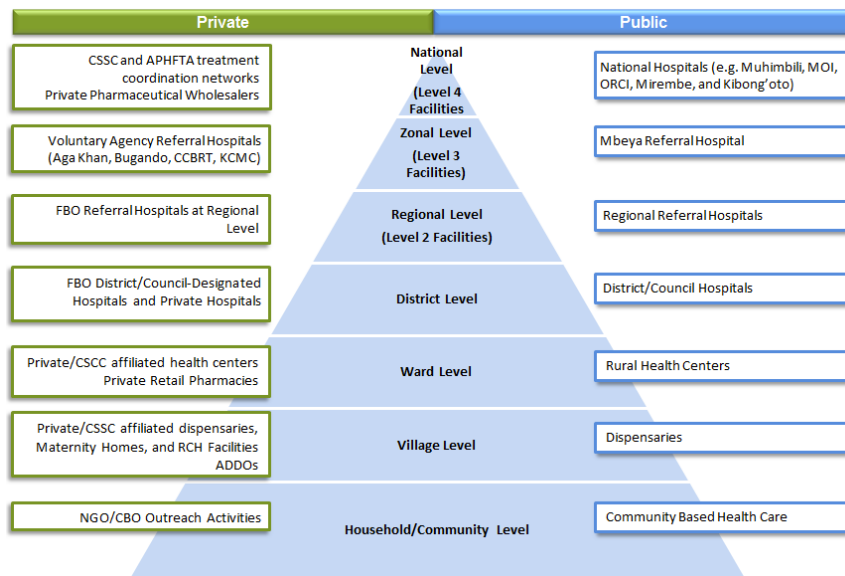 Private
Public
CSSC and APHFTA treatment
coordination networks
Private Pharmaceutical Wholesalers
National
Level
(Level 4
Facilities
National Hospitals (e.g. Muhimbili, MOI,
ORCI, Mirembe, and Kibong’oto)
Voluntary Agency Referral Hospitals
(Aga Khan, Bugando, CCBRT, KCMC)
Zonal Level
(Level 3
Facilities)
Mbeya Referral Hospital
FBO Referral Hospitals at Regional
Level
Regional Level
(Level 2 Facilities)
Regional Referral Hospitals
FBO District/Council-Designated
Hospitals and Private Hospitals
District Level
District/Council Hospitals
Private/CSCC affiliated health centers
Private Retail Pharmacies
Ward Level
Rural Health Centers
Private/CSSC affiliated dispensaries,
Maternity Homes, and RCH Facilities
ADDOs
Village Level
Dispensaries
NGO/CBO Outreach Activities
Household/Community Level
Community Based Health Care